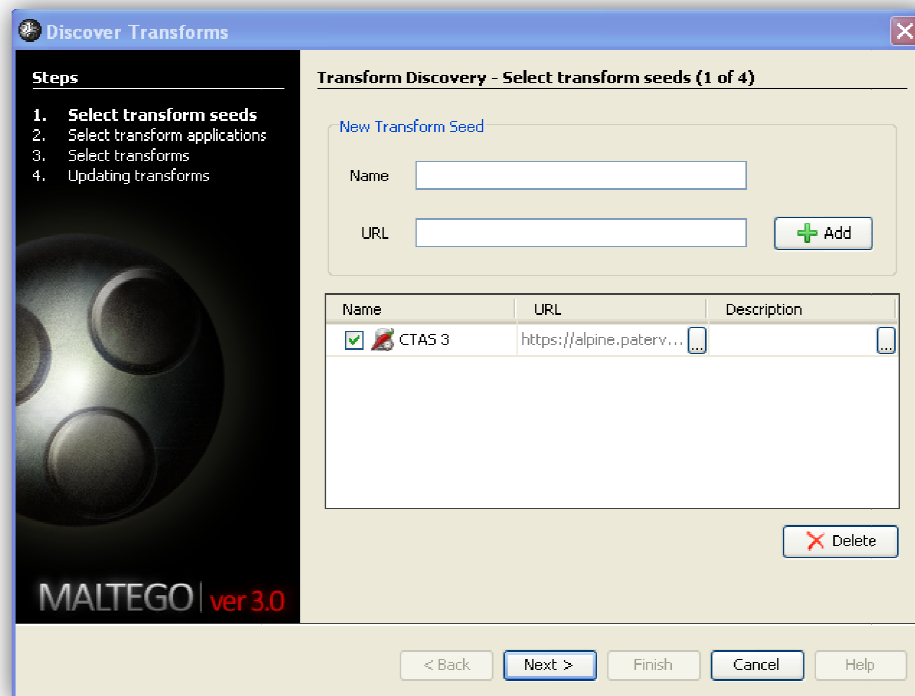 Discover Transforms
Steps
1. Select transform seeds
2. Select transform applications
3. Select transforms
4. Updating transforms
MALTEGO ver 3.0
Transform Discovery - Select transform seeds (1 of 4)
New Transform Seed
Name
URL
Add
Name URL Description
CTAS 3 https://alpine.paterv... ... ...
Delete
< Back Next > Finish Cancel Help